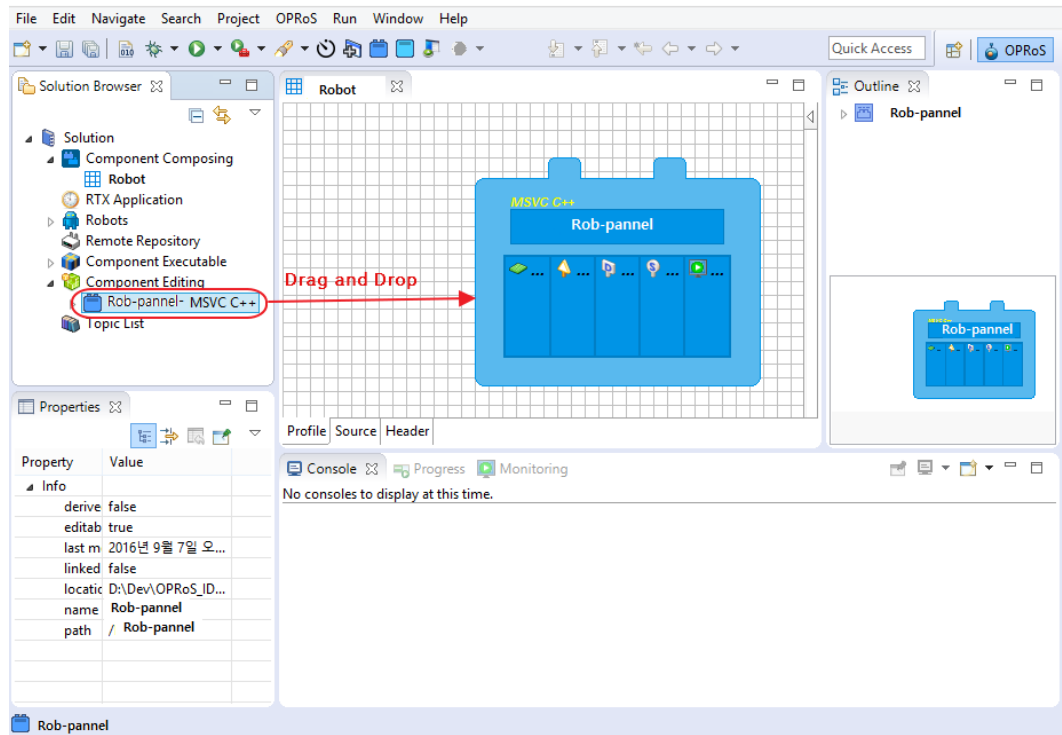 File Edit Navigate Search Project OPRoS Run Window Help
Quick Access
OPRoS
Solution Browser
Solution
Component Composing
Robot
RTX Application
Robots
Remote Repository
Component Executable
Component Editing
Rob-pannel- MSVC C++
Topic List
Robot
MSVC C++
Rob-pannel
... ... ... ... ...
Drag and Drop
Profile Source Header
Outline
Rob-pannel
MSVC C++
Rob-pannel
... ... ... ... ...
Properties
Property Value
Info
derive false
editab true
last m 2016년 9월 7일 오...
linked false
locatic D:\Dev\OPRoS_ID...
name Rob-pannel
path / Rob-pannel
Console Progress Monitoring
No consoles to display at this time.
Rob-pannel